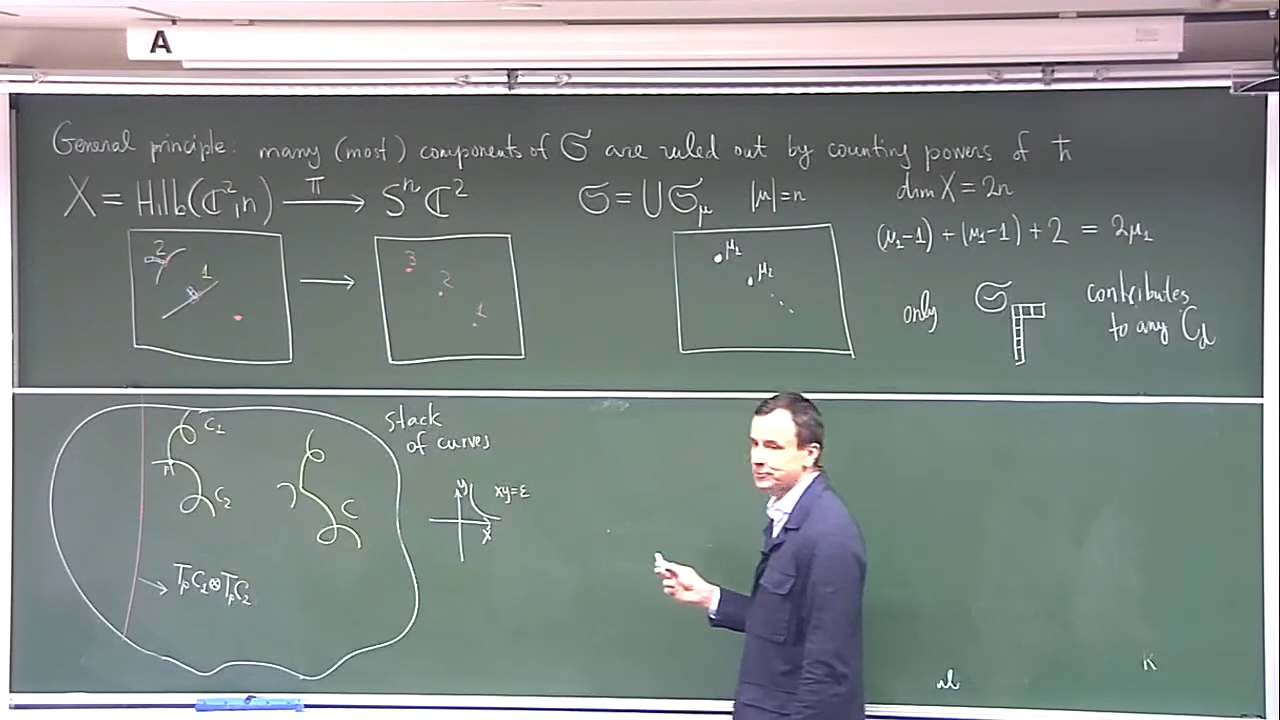 A
General principle: many (most) components of 𝔖 are ruled out by counting powers of ħ
X = Hilb(ℂ², n) —π→ Sⁿℂ²
2
1
3
2
1
𝔖 = ∪𝔖_μ |μ|=n
μ₁
μ₂
dim X = 2n
(μ₁-1) + (μ₁-1) + 2 = 2μ₁
only 𝔖 contributes
to any C_d
C₁
C₂
C
→ T_pC₁⊗T_pC₂
stack
of curves
y
xy=ε
x
K